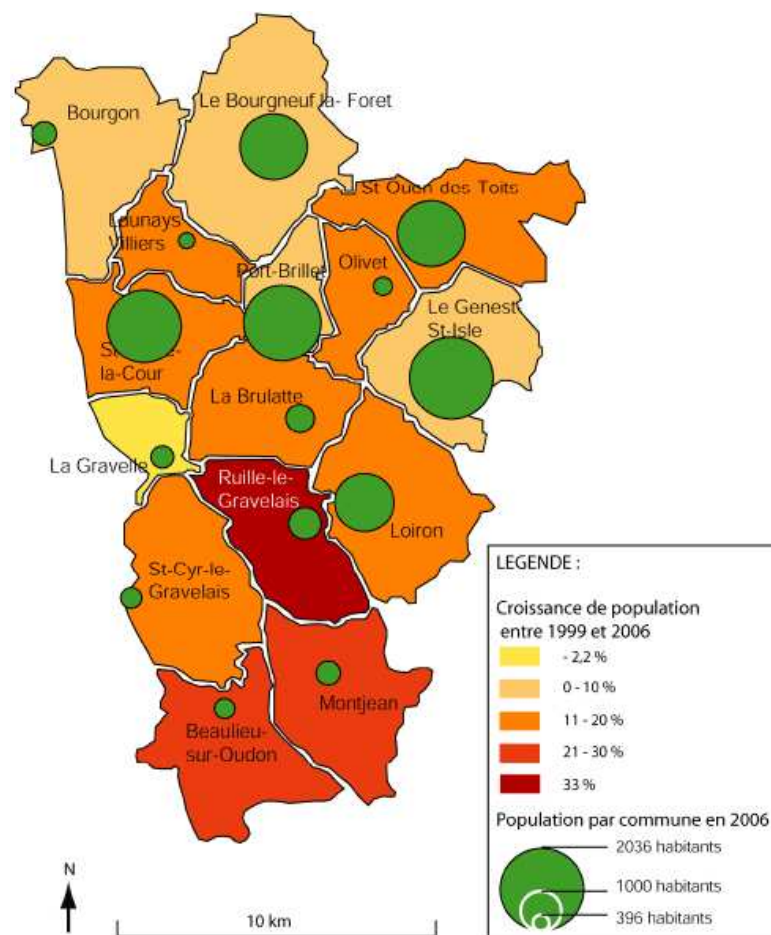 Bourgon
Le Bourgneuf la- Foret
St Ouen des Toits
Launays
Villiers
Port-Brillet
Olivet
Le Genest
St-Isle
la-Cour
La Brulatte
La Gravelle
Ruille-le-
Gravelais
Loiron
St-Cyr-le-
Gravelais
Montjean
Beaulieu-
sur-Oudon
N
10 km
LEGENDE :
Croissance de population
entre 1999 et 2006
- 2,2 %
0 - 10 %
11 - 20 %
21 - 30 %
33 %
Population par commune en 2006
2036 habitants
1000 habitants
396 habitants